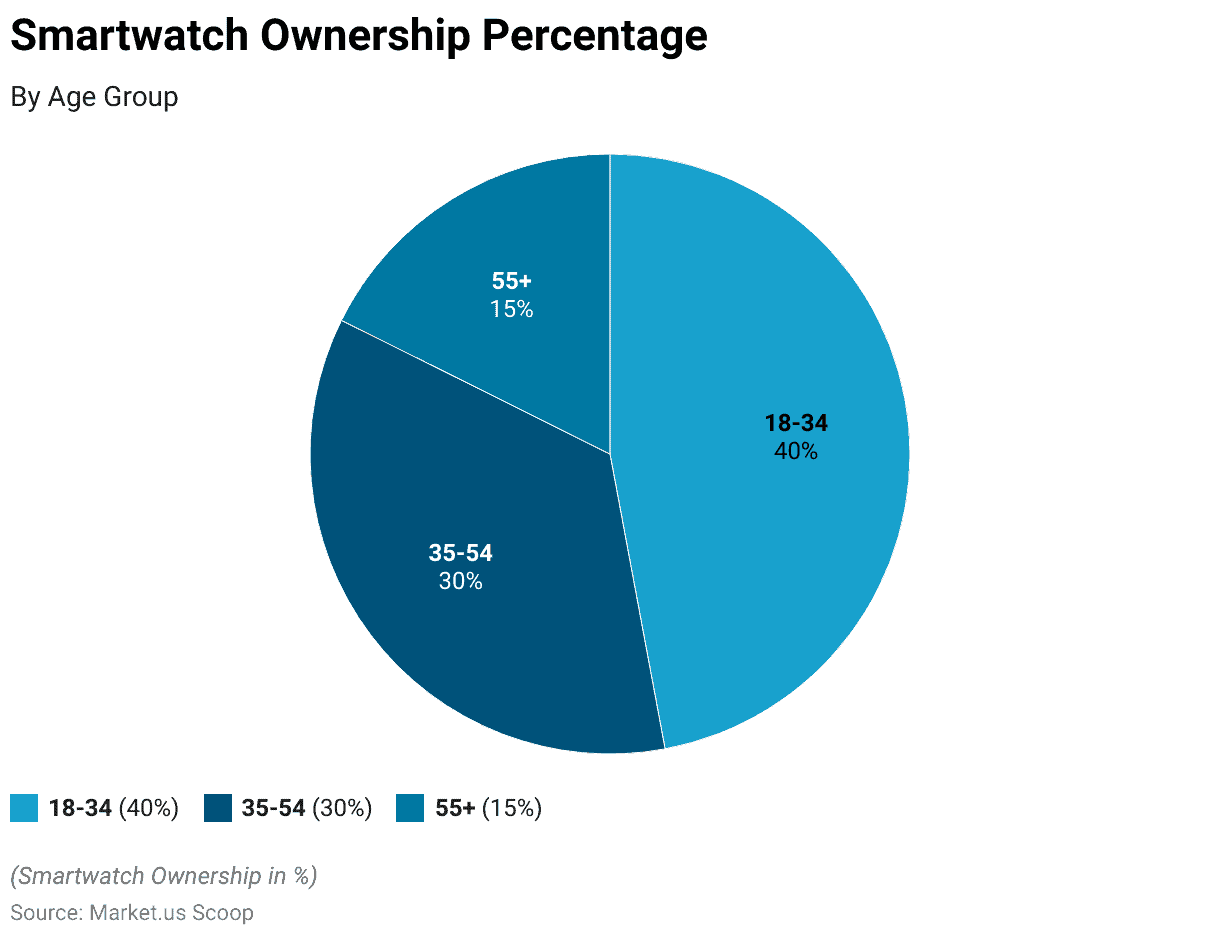 Smartwatch Ownership Percentage
By Age Group
55+
15%
18-34
40%
35-54
30%
18-34 (40%) 35-54 (30%) 55+ (15%)
(Smartwatch Ownership in %)
Source: Market.us Scoop